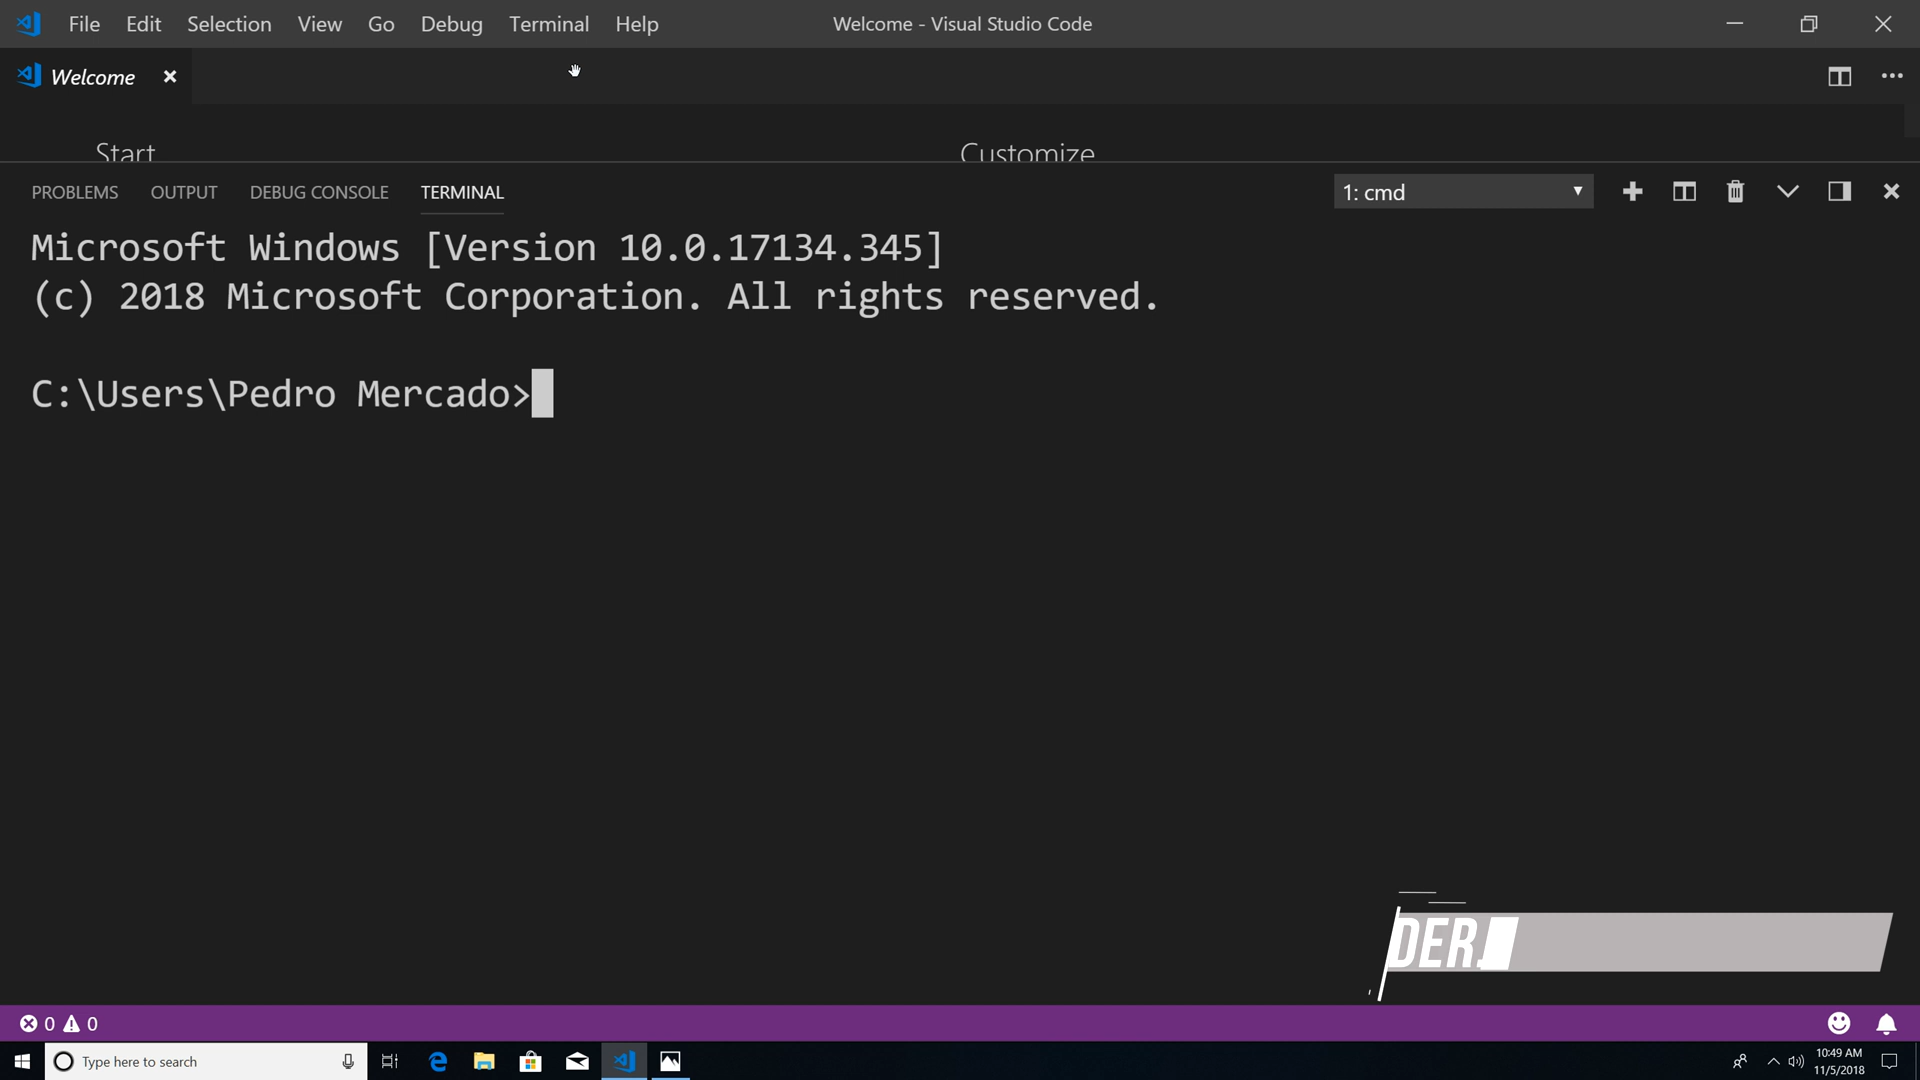 File Edit Selection View Go Debug Terminal Help Welcome - Visual Studio Code
Welcome
Start Customize
PROBLEMS OUTPUT DEBUG CONSOLE TERMINAL 1: cmd
Microsoft Windows [Version 10.0.17134.345]
(c) 2018 Microsoft Corporation. All rights reserved.
C:\Users\Pedro Mercado>
DER.
0 0
Type here to search
10:49 AM
11/5/2018